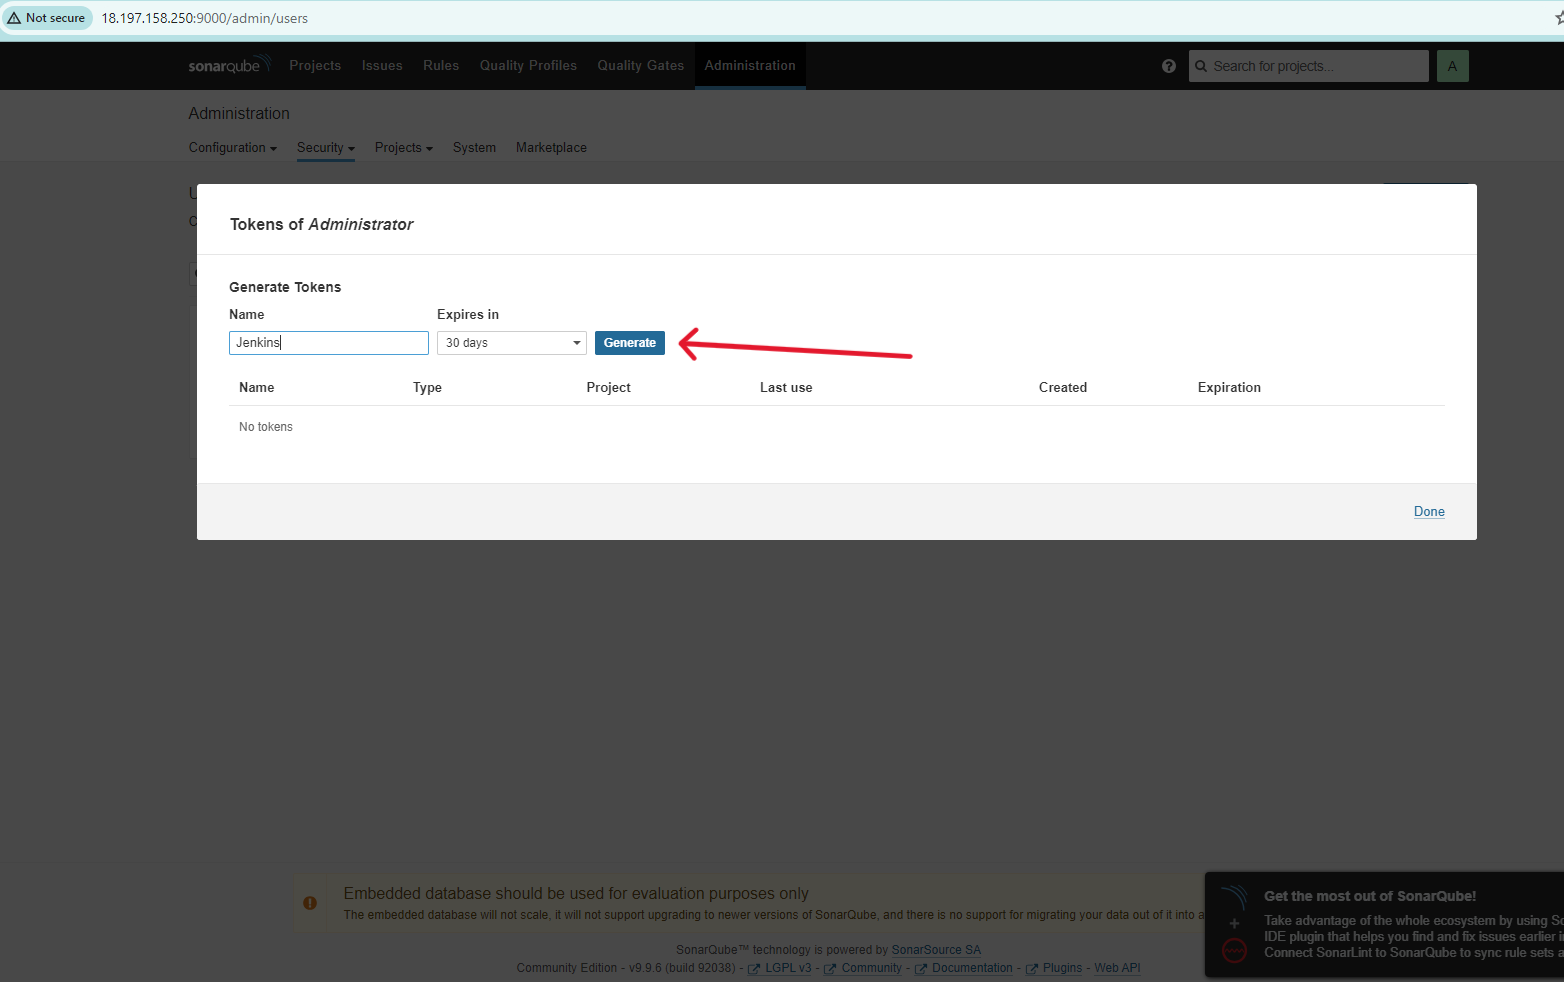 Not secure 18.197.158.250:9000/admin/users
sonarqube Projects Issues Rules Quality Profiles Quality Gates Administration Search for projects... A
Administration
Configuration Security Projects System Marketplace
Tokens of Administrator
Generate Tokens
Name Expires in
Jenkins 30 days Generate
Name Type Project Last use Created Expiration
No tokens
Done
Embedded database should be used for evaluation purposes only
The embedded database will not scale, it will not support upgrading to newer versions of SonarQube, and there is no support for migrating your data out of it into a
SonarQube™ technology is powered by SonarSource SA
Community Edition - v9.9.6 (build 92038) - LGPL v3 - Community - Documentation - Plugins - Web API
Get the most out of SonarQube!
Take advantage of the whole ecosystem by using
IDE plugin that helps you find and fix issues earlier
Connect SonarLint to SonarQube to sync rule sets